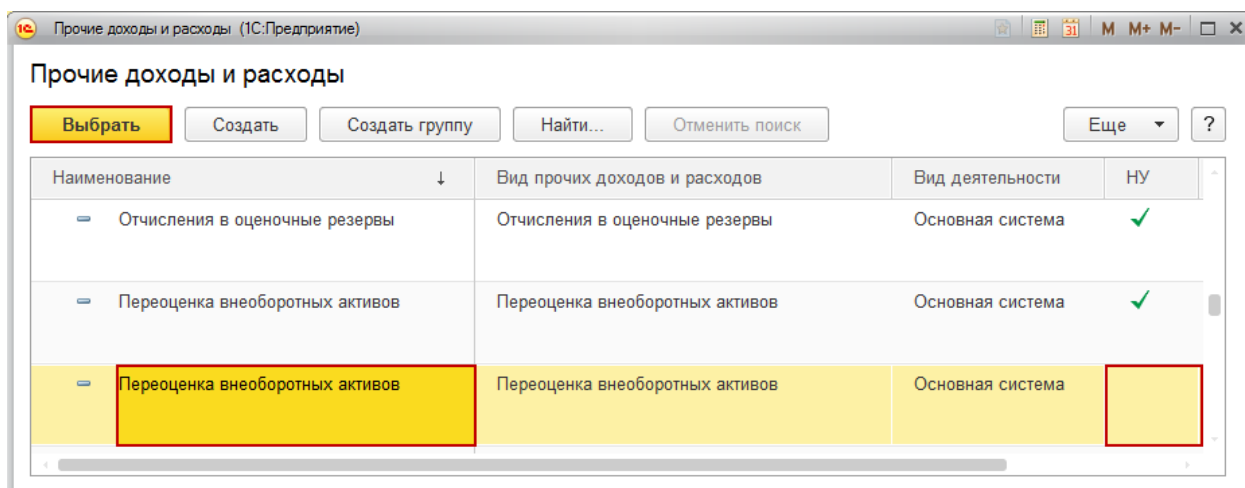 1С Прочие доходы и расходы (1С:Предприятие) 31 M M+ M-
Прочие доходы и расходы
Выбрать Создать Создать группу Найти... Отменить поиск Еще ?
Наименование ↓ Вид прочих доходов и расходов Вид деятельности НУ
Отчисления в оценочные резервы Отчисления в оценочные резервы Основная система
Переоценка внеоборотных активов Переоценка внеоборотных активов Основная система
Переоценка внеоборотных активов Переоценка внеоборотных активов Основная система